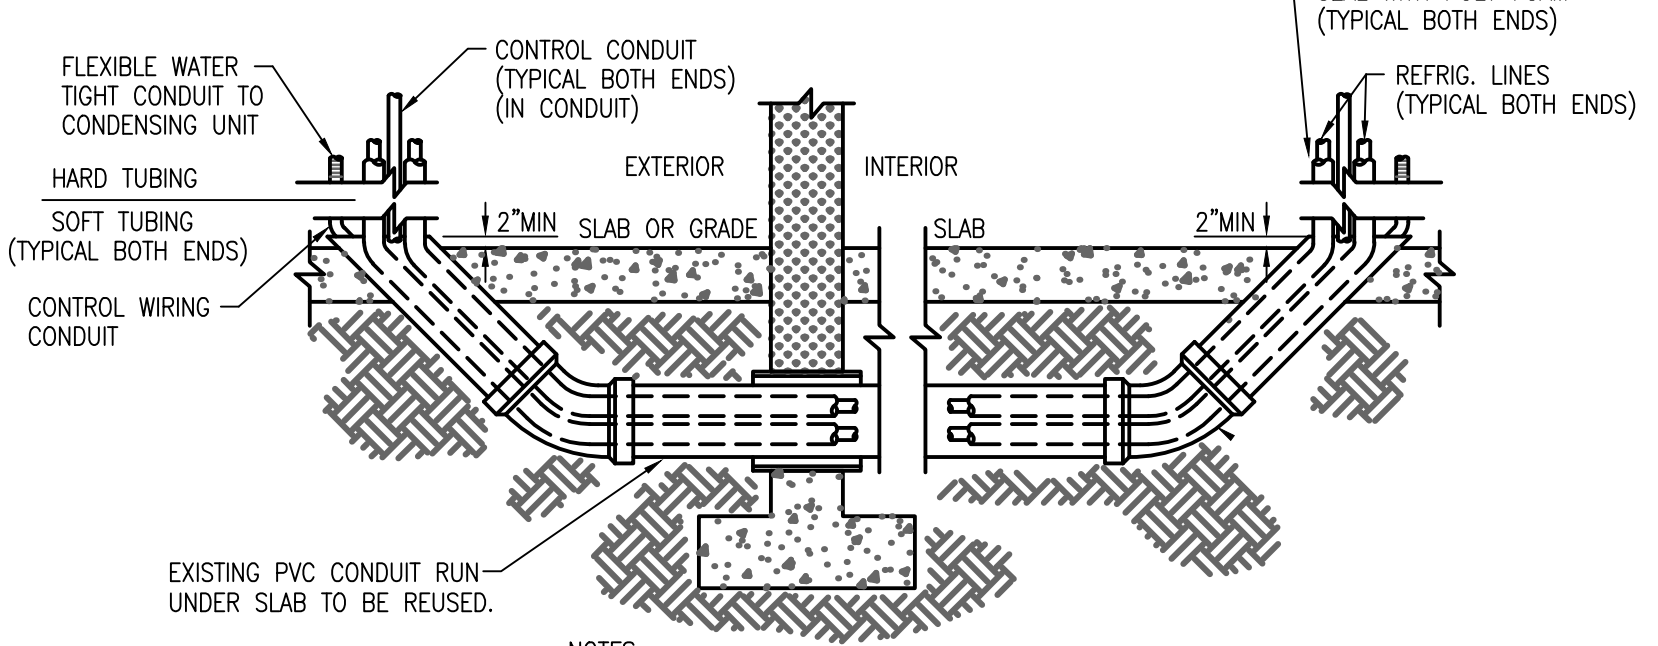 (TYPICAL BOTH ENDS)
CONTROL CONDUIT
(TYPICAL BOTH ENDS)
(IN CONDUIT)
FLEXIBLE WATER
TIGHT CONDUIT TO
CONDENSING UNIT
REFRIG. LINES
(TYPICAL BOTH ENDS)
EXTERIOR
INTERIOR
HARD TUBING
SOFT TUBING
(TYPICAL BOTH ENDS)
2"MIN
SLAB OR GRADE
SLAB
2"MIN
CONTROL WIRING
CONDUIT
EXISTING PVC CONDUIT RUN
UNDER SLAB TO BE REUSED.
NOTES